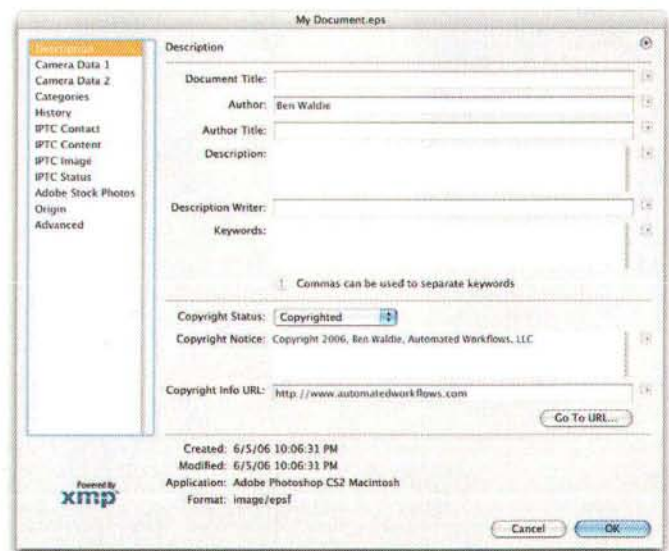 My Document.eps
Description
Camera Data 1
Camera Data 2
Categories
History
IPTC Contact
IPTC Content
IPTC Image
IPTC Status
Adobe Stock Photos
Origin
Advanced
Powered By
xmp
Description
Document Title:
Author: Ben Waldie
Author Title:
Description:
Description Writer:
Keywords:
! Commas can be used to separate keywords
Copyright Status: Copyrighted
Copyright Notice: Copyright 2006, Ben Waldie, Automated Workflows, LLC
Copyright Info URL: http://www.automatedworkflows.com
Go To URL...
Created: 6/5/06 10:06:31 PM
Modified: 6/5/06 10:06:31 PM
Application: Adobe Photoshop CS2 Macintosh
Format: image/epsf
Cancel
OK